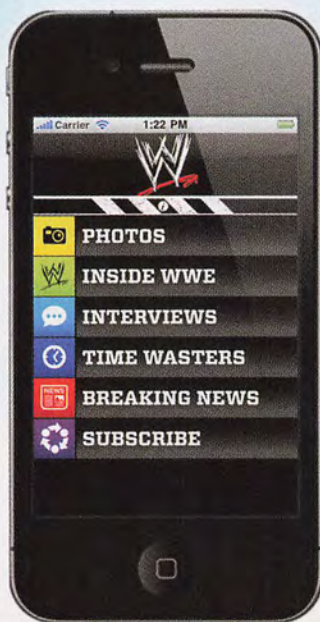 Carrier 1:22 PM
W
PHOTOS
W INSIDE WWE
INTERVIEWS
TIME WASTERS
NEWS BREAKING NEWS
SUBSCRIBE